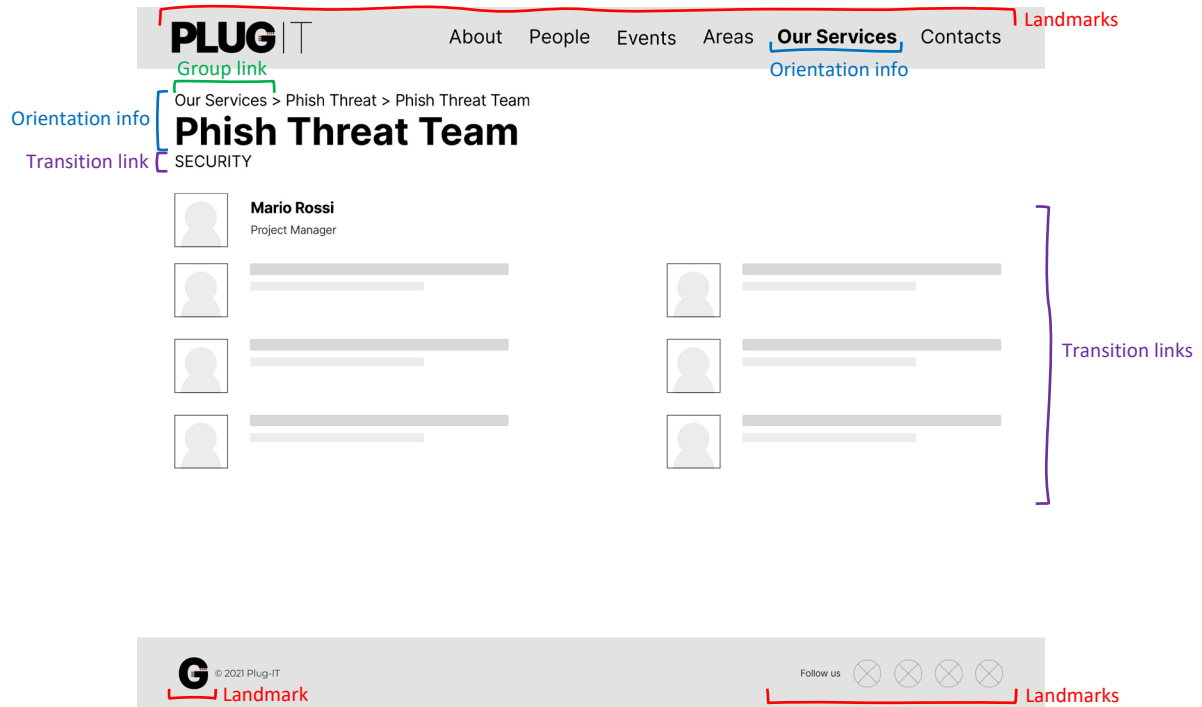 Landmarks
PLUGIT About People Events Areas Our Services Contacts
Group link Orientation info
Orientation info
Our Services > Phish Threat > Phish Threat Team
Phish Threat Team
Transition link SECURITY
Mario Rossi
Project Manager
Transition links
G © 2021 Plug-IT Follow us
Landmark Landmarks